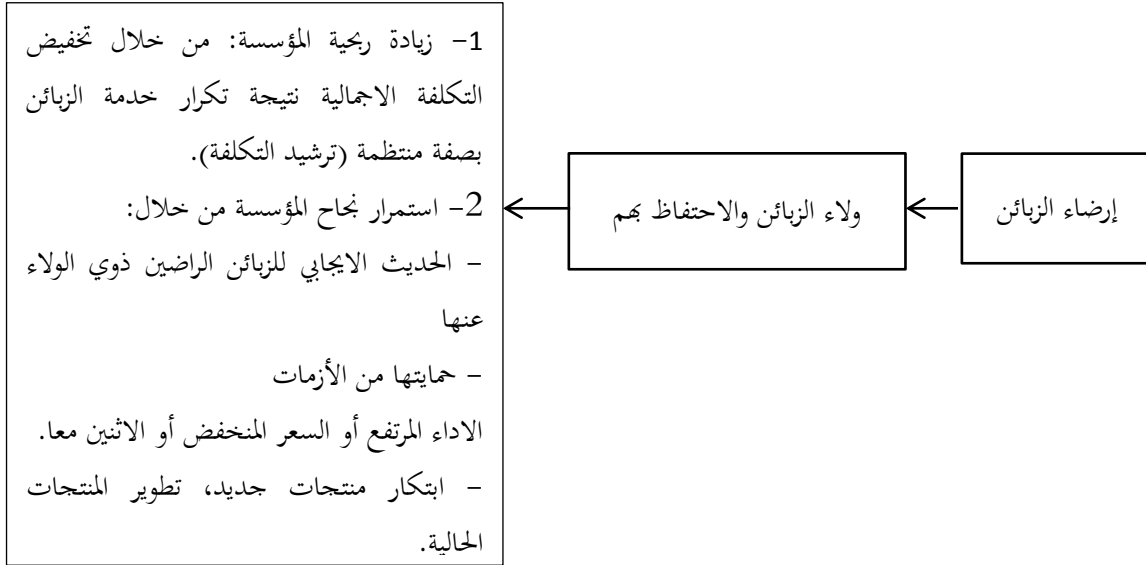 إرضاء الزبائن
ولاء الزبائن والاحتفاظ بهم
1- زيادة ربحية المؤسسة: من خلال تخفيض
التكلفة الاجمالية نتيجة تكرار خدمة الزبائن
بصفة منتظمة (ترشيد التكلفة).
2- استمرار نجاح المؤسسة من خلال:
- الحديث الايجابي للزبائن الراضين ذوي الولاء
عنها
- حمايتها من الأزمات
الاداء المرتفع أو السعر المنخفض أو الاثنين معا.
- ابتكار منتجات جديد، تطوير المنتجات
الحالية.